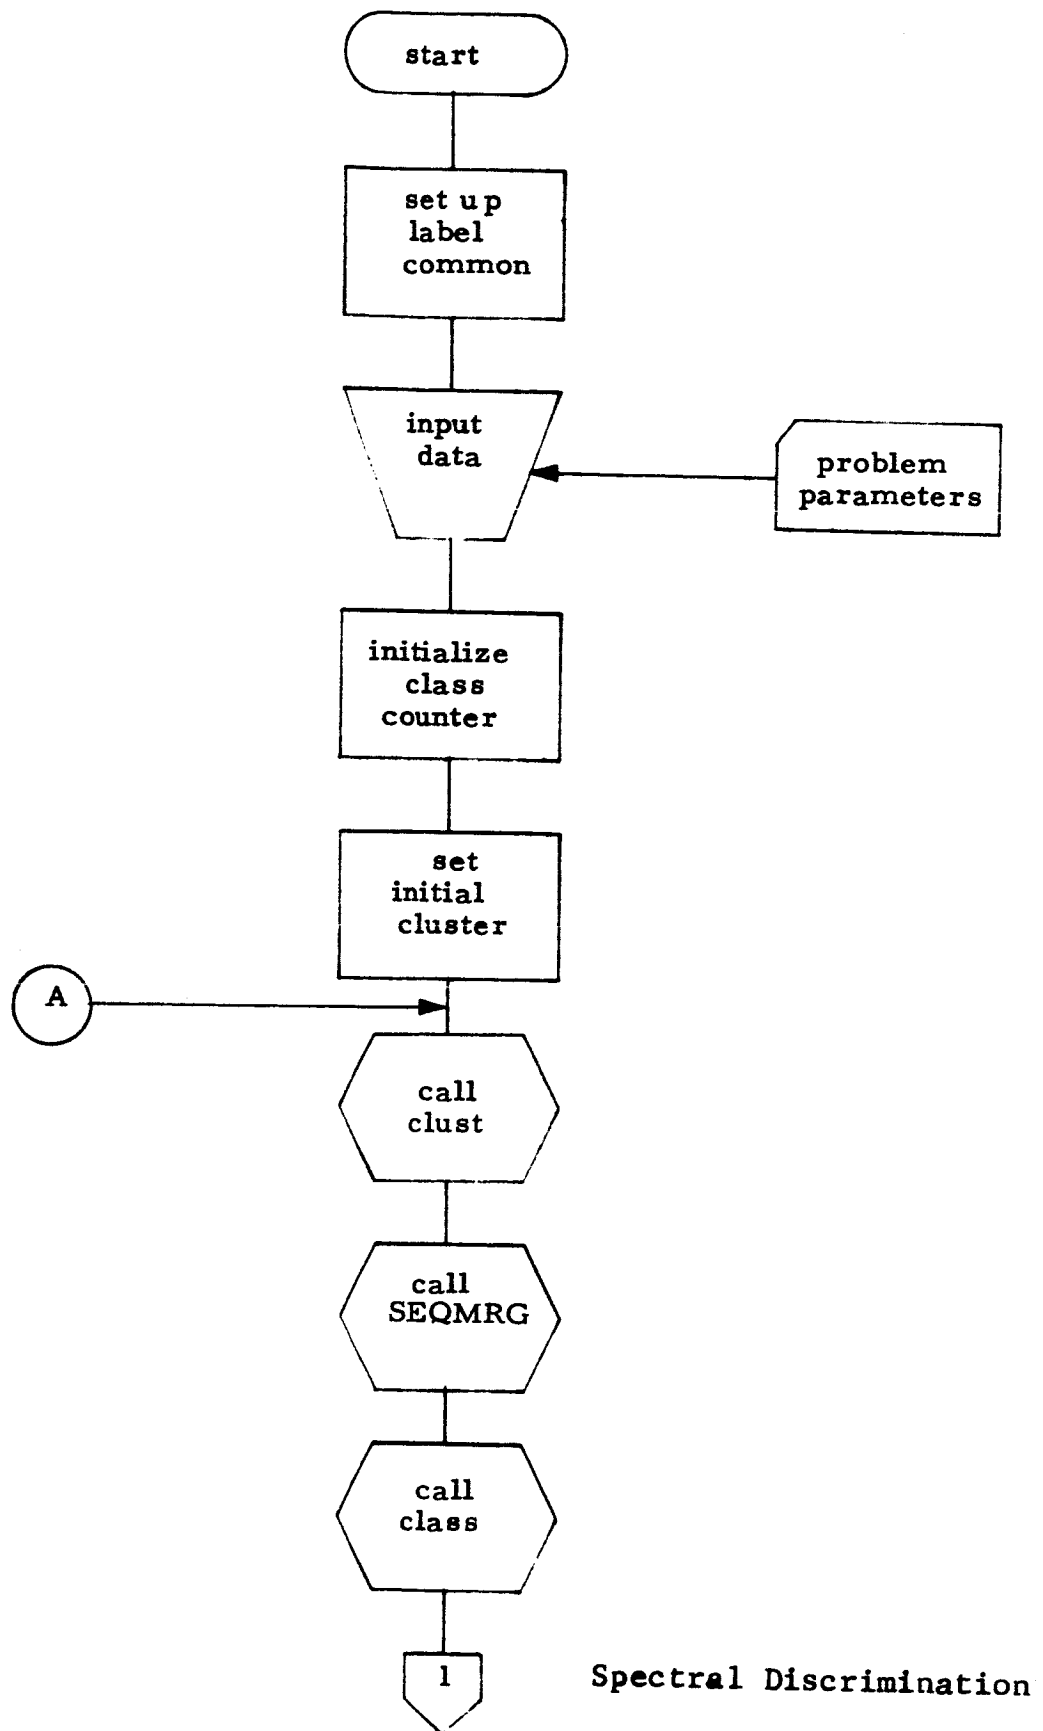 start
set up
label
common
input
data
problem
parameters
initialize
class
counter
set
initial
cluster
A
call
clust
call
SEQMRG
call
class
1
Spectral Discrimination